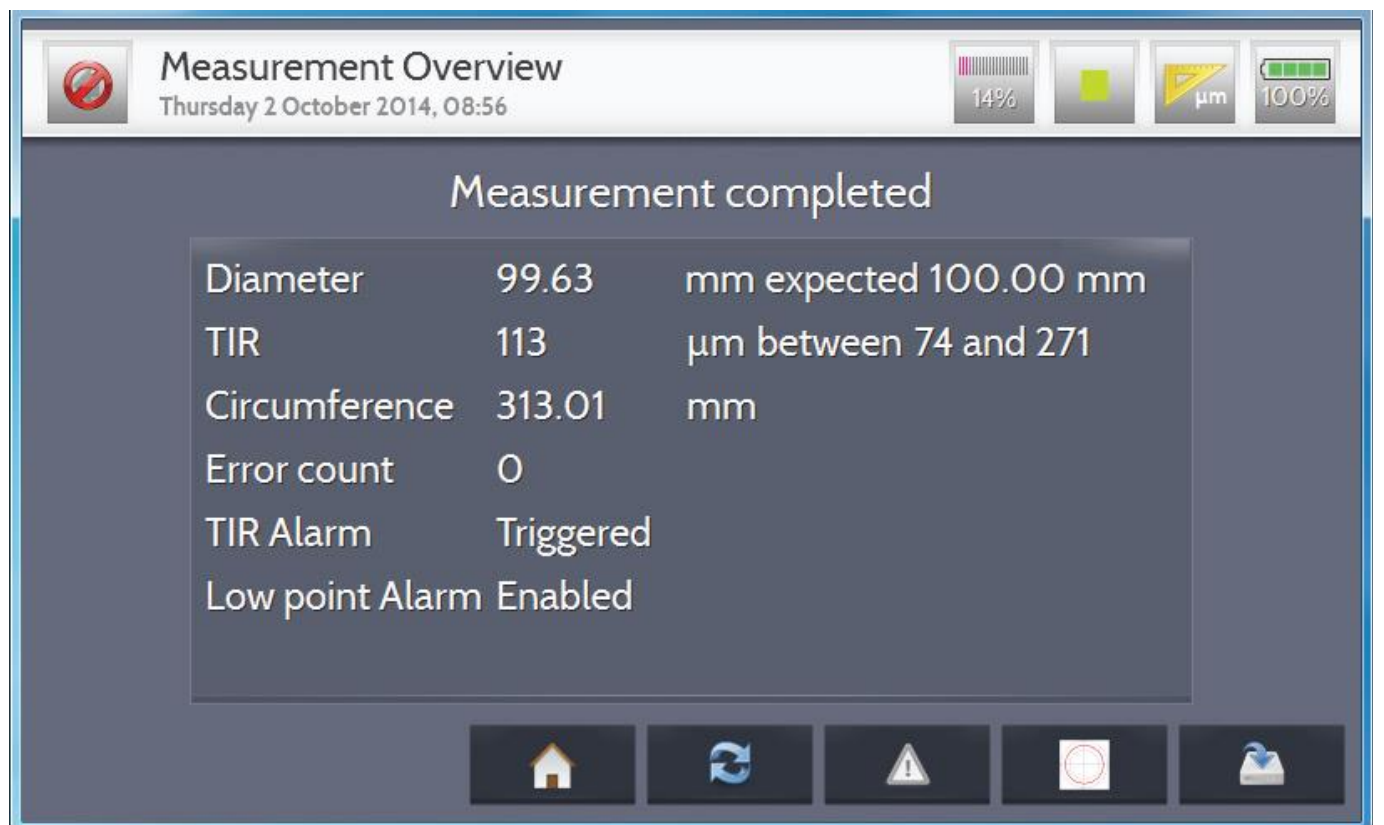 Measurement Overview
Thursday 2 October 2014, 08:56
14%
µm
100%
Measurement completed
Diameter 99.63 mm expected 100.00 mm
TIR 113 µm between 74 and 271
Circumference 313.01 mm
Error count 0
TIR Alarm Triggered
Low point Alarm Enabled